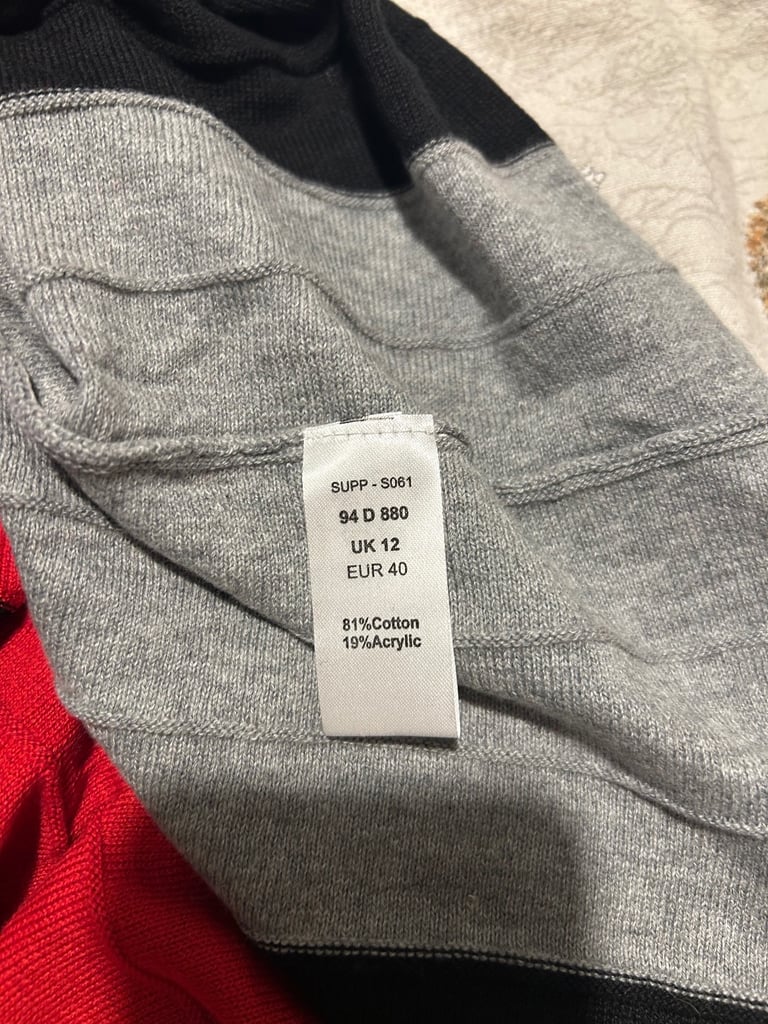 SUPP - S061
94 D 880
UK 12
EUR 40
81%Cotton
19%Acrylic